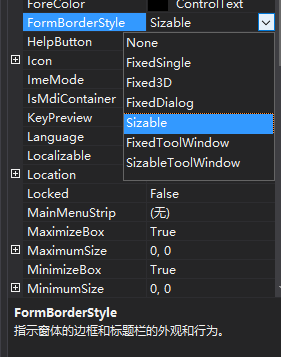 ForeColor ControlText
FormBorderStyle Sizable
HelpButton None
Icon FixedSingle
ImeMode Fixed3D
IsMdiContainer FixedDialog
KeyPreview Sizable
Language FixedToolWindow
Localizable SizableToolWindow
Location
Locked False
MainMenuStrip (无)
MaximizeBox True
MaximumSize 0, 0
MinimizeBox True
MinimumSize 0, 0
FormBorderStyle
指示窗体的边框和标题栏的外观和行为。